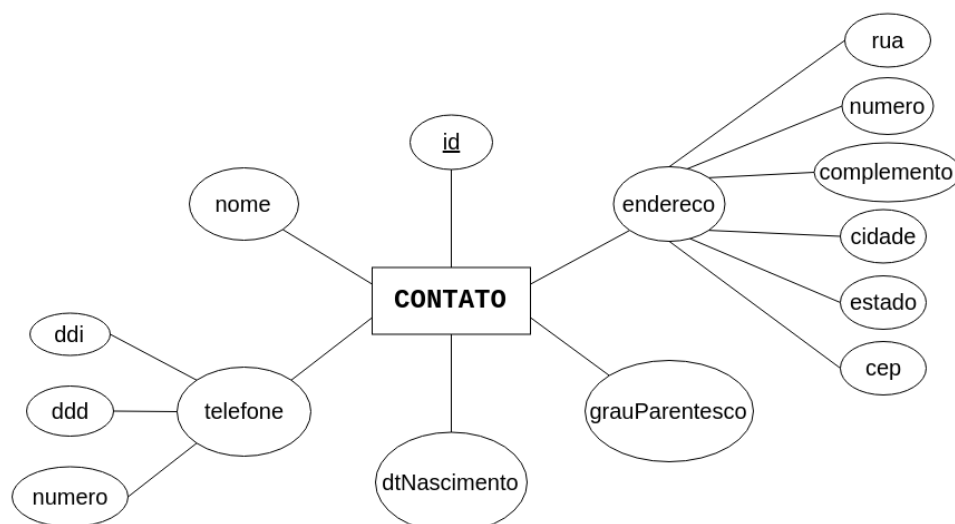 rua
numero
id
complemento
nome
endereco
cidade
CONTATO
estado
ddi
cep
ddd
telefone
grauParentesco
dtNascimento
numero